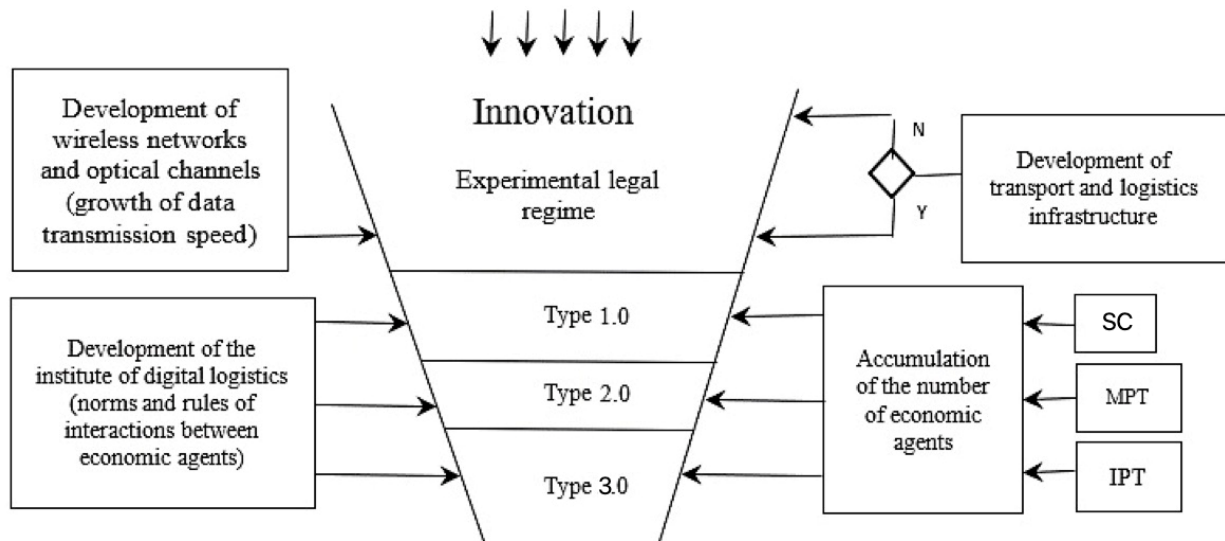 Development of
wireless networks
and optical channels
(growth of data
transmission speed)
Innovation
Experimental legal
regime
N
Y
Development of
transport and logistics
infrastructure
Development of the
institute of digital logistics
(norms and rules of
interactions between
economic agents)
Type 1.0
Type 2.0
Type 3.0
Accumulation
of the number
of economic
agents
SC
MPT
IPT